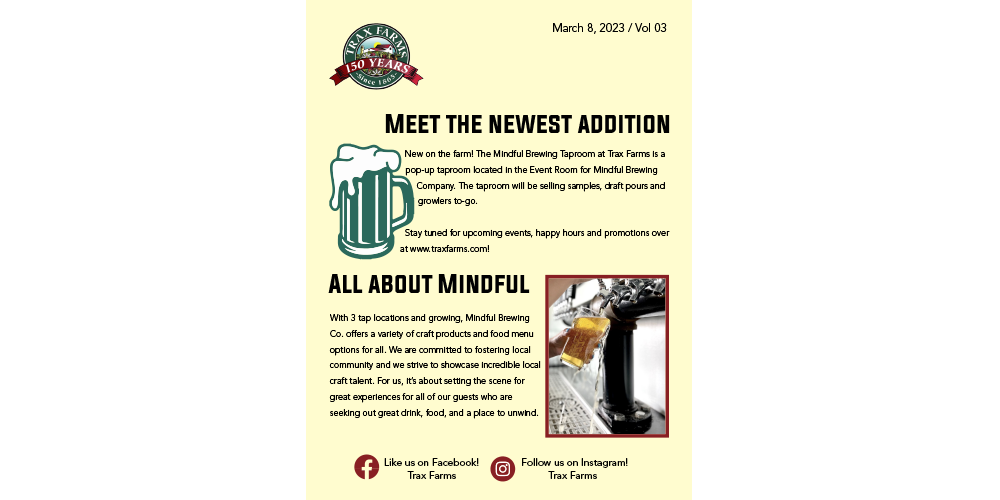 March 8, 2023 / Vol 03
TRAX FARMS
150 YEARS
Since 1865
MEET THE NEWEST ADDITION
New on the farm! The Mindful Brewing Taproom at Trax Farms is a
pop-up taproom located in the Event Room for Mindful Brewing
Company. The taproom will be selling samples, draft pours and
growlers to-go.
Stay tuned for upcoming events, happy hours and promotions over
at www.traxfarms.com!
ALL ABOUT MINDFUL
With 3 tap locations and growing, Mindful Brewing
Co. offers a variety of craft products and food menu
options for all. We are committed to fostering local
community and we strive to showcase incredible local
craft talent. For us, it's about setting the scene for
great experiences for all of our guests who are
seeking out great drink, food, and a place to unwind.
Like us on Facebook!
Trax Farms
Follow us on Instagram!
Trax Farms